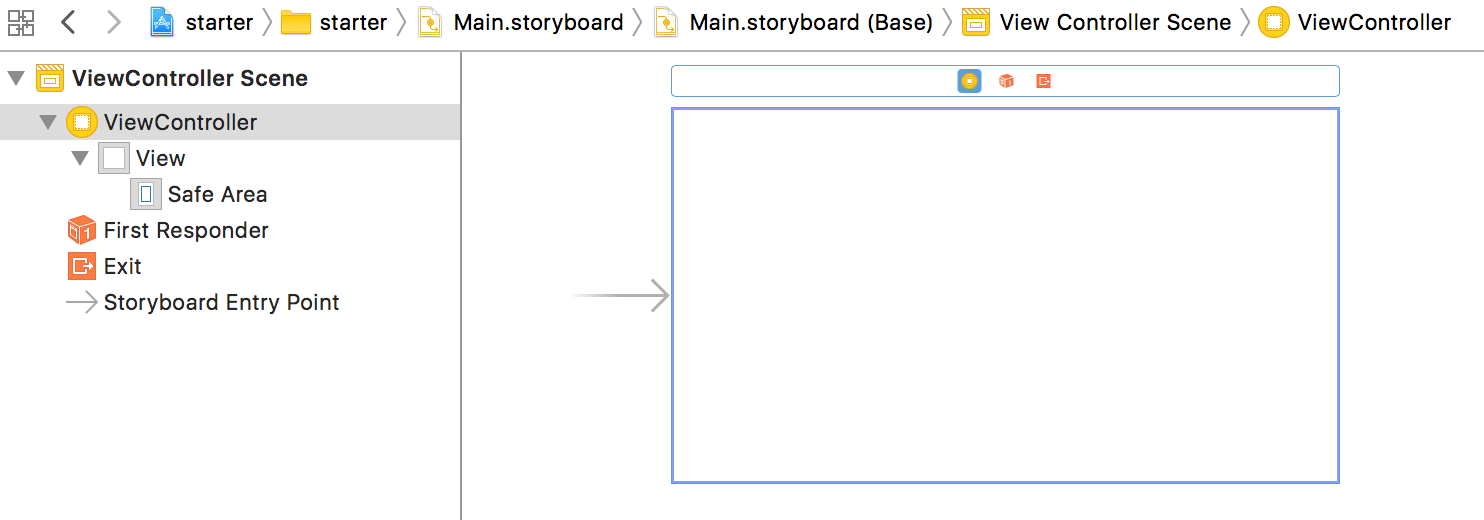 starter starter Main.storyboard Main.storyboard (Base) View Controller Scene ViewController
ViewController Scene
ViewController
View
Safe Area
First Responder
Exit
Storyboard Entry Point